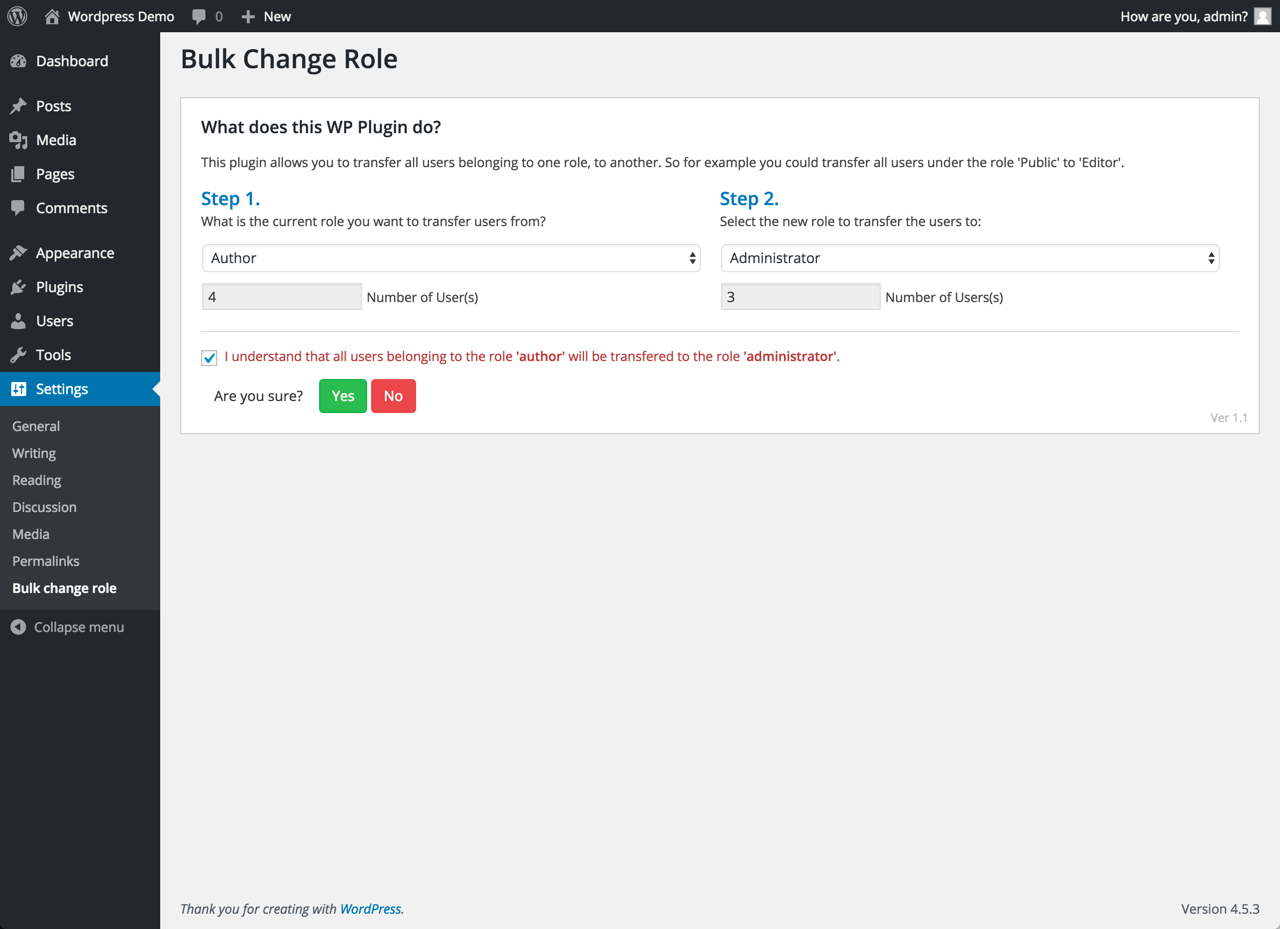 Wordpress Demo 0 New How are you, admin?
Dashboard
Posts
Media
Pages
Comments
Appearance
Plugins
Users
Tools
Settings
General
Writing
Reading
Discussion
Media
Permalinks
Bulk change role
Collapse menu
Bulk Change Role
What does this WP Plugin do?
This plugin allows you to transfer all users belonging to one role, to another. So for example you could transfer all users under the role 'Public' to 'Editor'.
Step 1.
What is the current role you want to transfer users from?
Author
4 Number of User(s)
Step 2.
Select the new role to transfer the users to:
Administrator
3 Number of Users(s)
I understand that all users belonging to the role 'author' will be transfered to the role 'administrator'.
Are you sure? Yes No
Ver 1.1
Thank you for creating with WordPress. Version 4.5.3